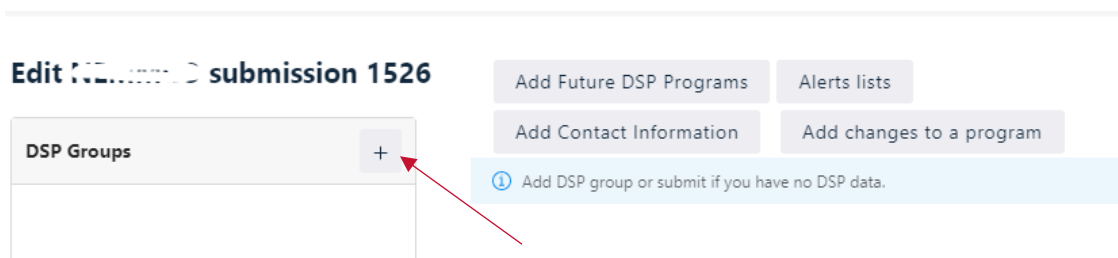 Edit submission 1526
Add Future DSP Programs
Alerts lists
Add Contact Information
Add changes to a program
DSP Groups
+
Add DSP group or submit if you have no DSP data.